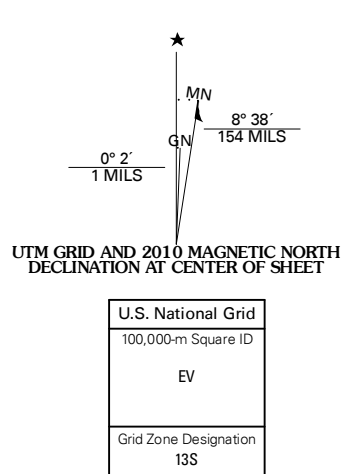 MN
8° 38´
154 MILS
GN
0° 2´
1 MILS
UTM GRID AND 2010 MAGNETIC NORTH
DECLINATION AT CENTER OF SHEET
U.S. National Grid
100,000-m Square ID
EV
Grid Zone Designation
13S